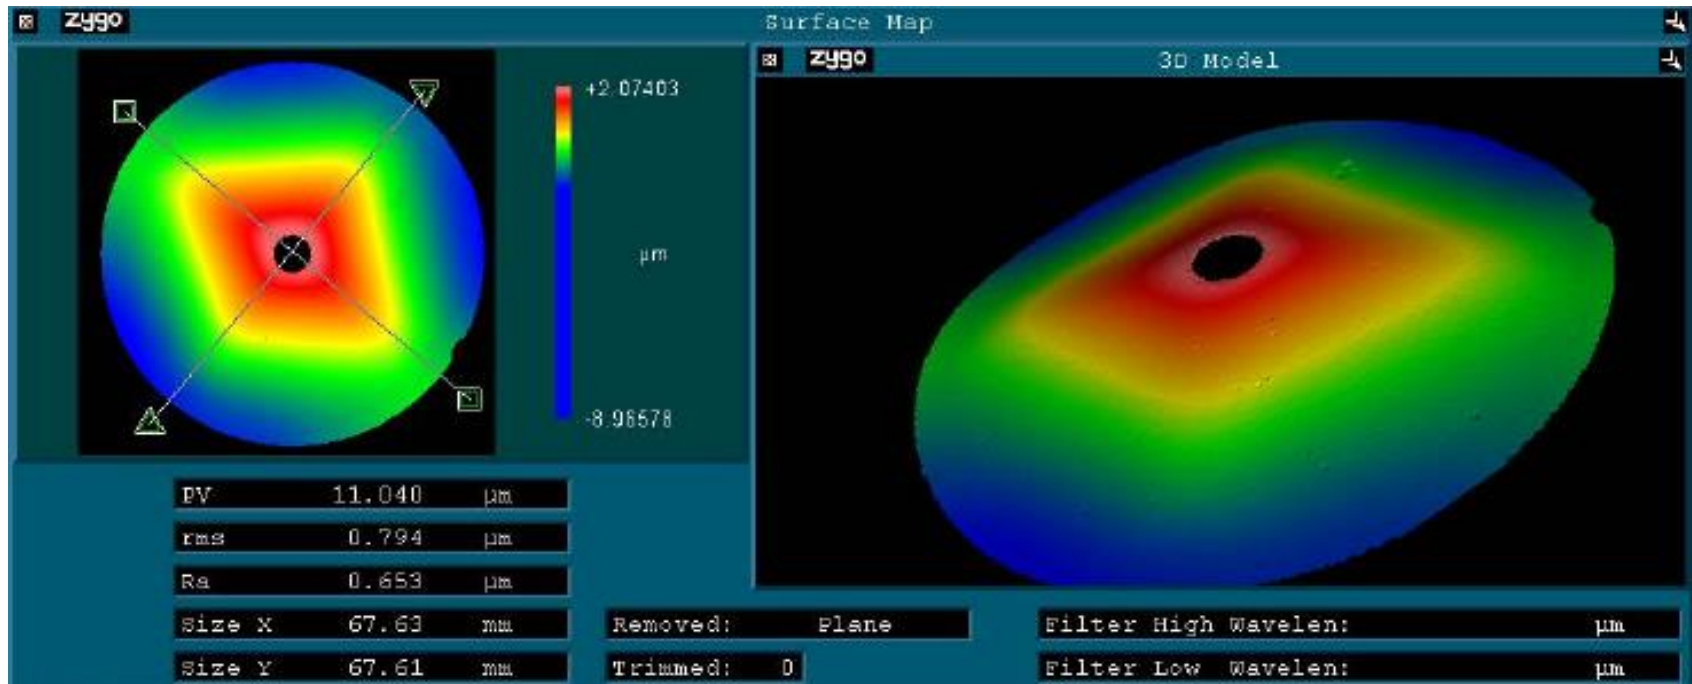 zygo
Surface Map
zygo
3D Model
+2.07403
µm
-8.96578
PV 11.040 µm
rms 0.794 µm
Ra 0.653 µm
Size X 67.63 mm
Size Y 67.61 mm
Removed: Plane
Trimmed: 0
Filter High Wavelen: µm
Filter Low Wavelen: µm